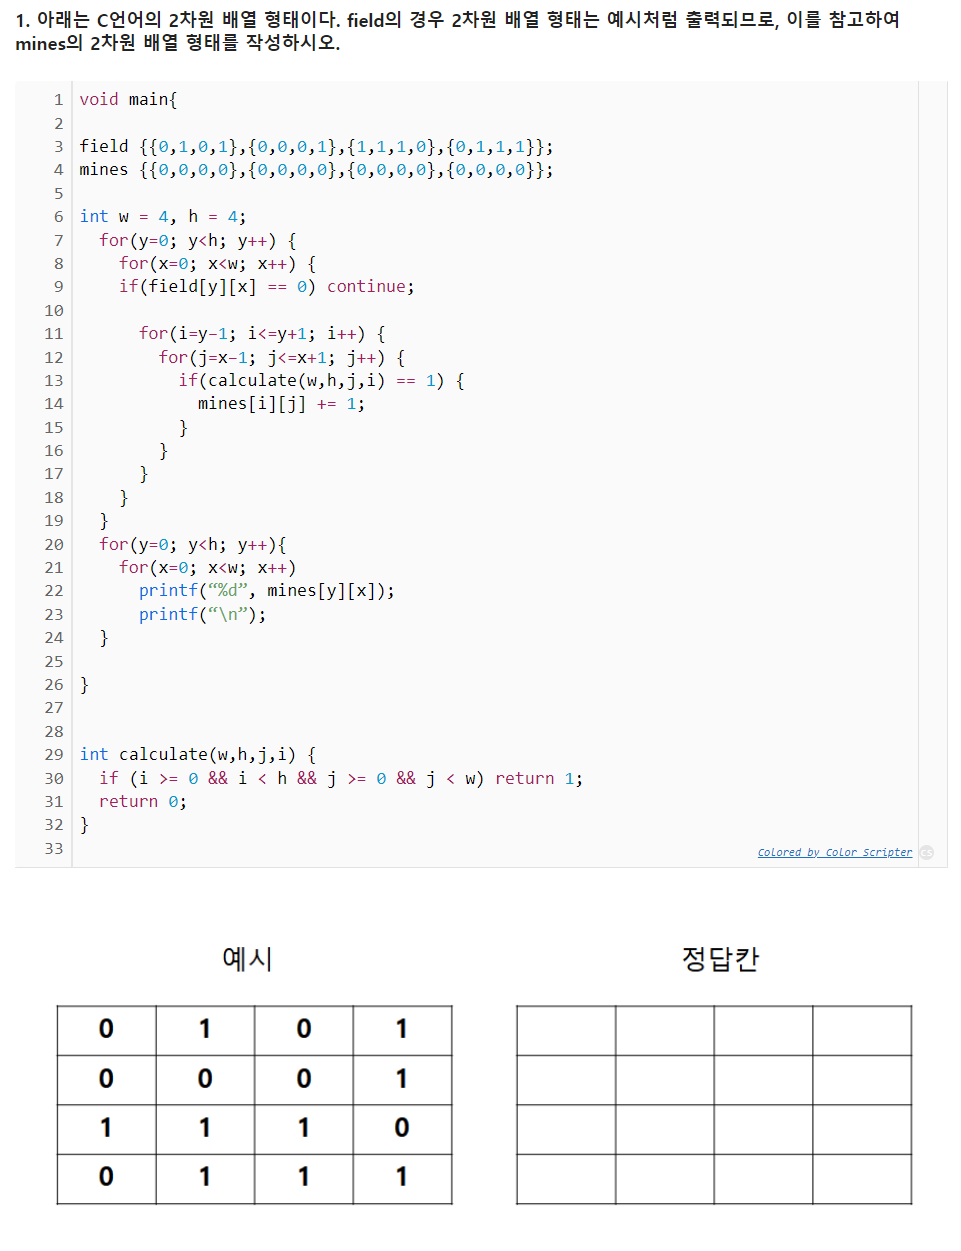 1. 아래는 C언어의 2차원 배열 형태이다. field의 경우 2차원 배열 형태는 예시처럼 출력되므로, 이를 참고하여
mines의 2차원 배열 형태를 작성하시오.
1 void main{
2
3 field {{0,1,0,1},{0,0,0,1},{1,1,1,0},{0,1,1,1}};
4 mines {{0,0,0,0},{0,0,0,0},{0,0,0,0},{0,0,0,0}};
5
6 int w = 4, h = 4;
7 for(y=0; y<h; y++) {
8 for(x=0; x<w; x++) {
9 if(field[y][x] == 0) continue;
10
11 for(i=y-1; i<=y+1; i++) {
12 for(j=x-1; j<=x+1; j++) {
13 if(calculate(w,h,j,i) == 1) {
14 mines[i][j] += 1;
15 }
16 }
17 }
18 }
19 }
20 for(y=0; y<h; y++){
21 for(x=0; x<w; x++)
22 printf(“%d”, mines[y][x]);
23 printf(“\n”);
24 }
25
26 }
27
28
29 int calculate(w,h,j,i) {
30 if (i >= 0 && i < h && j >= 0 && j < w) return 1;
31 return 0;
32 }
33
Colored by Color Scripter cs
예시 정답칸
0 1 0 1
0 0 0 1
1 1 1 0
0 1 1 1